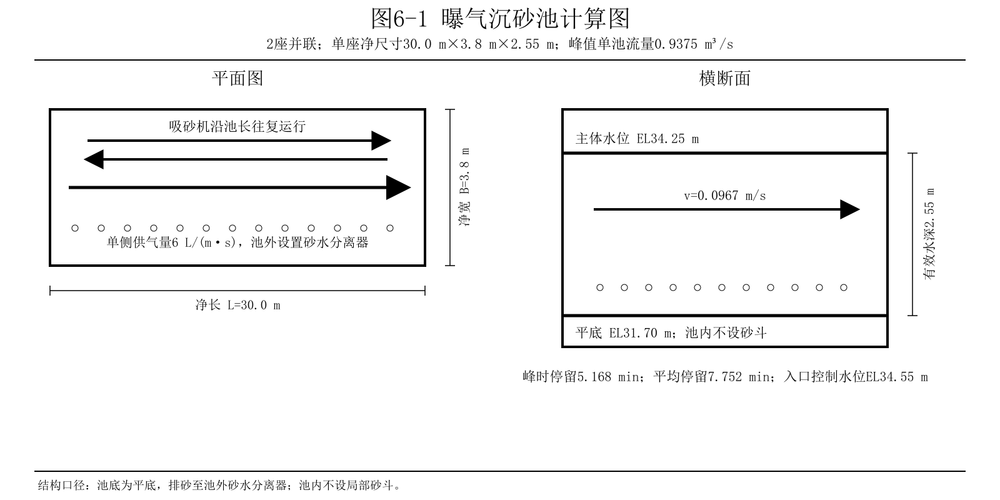 图6-1 曝气沉砂池计算图
2座并联；单座净尺寸30.0 m×3.8 m×2.55 m；峰值单池流量0.9375 m³/s
平面图
吸砂机沿池长往复运行
单侧供气量6 L/(m·s)，池外设置砂水分离器
净宽 B=3.8 m
净长 L=30.0 m
横断面
主体水位 EL34.25 m
v=0.0967 m/s
有效水深2.55 m
平底 EL31.70 m；池内不设砂斗
峰时停留5.168 min；平均停留7.752 min；入口控制水位EL34.55 m
结构口径：池底为平底，排砂至池外砂水分离器；池内不设局部砂斗。